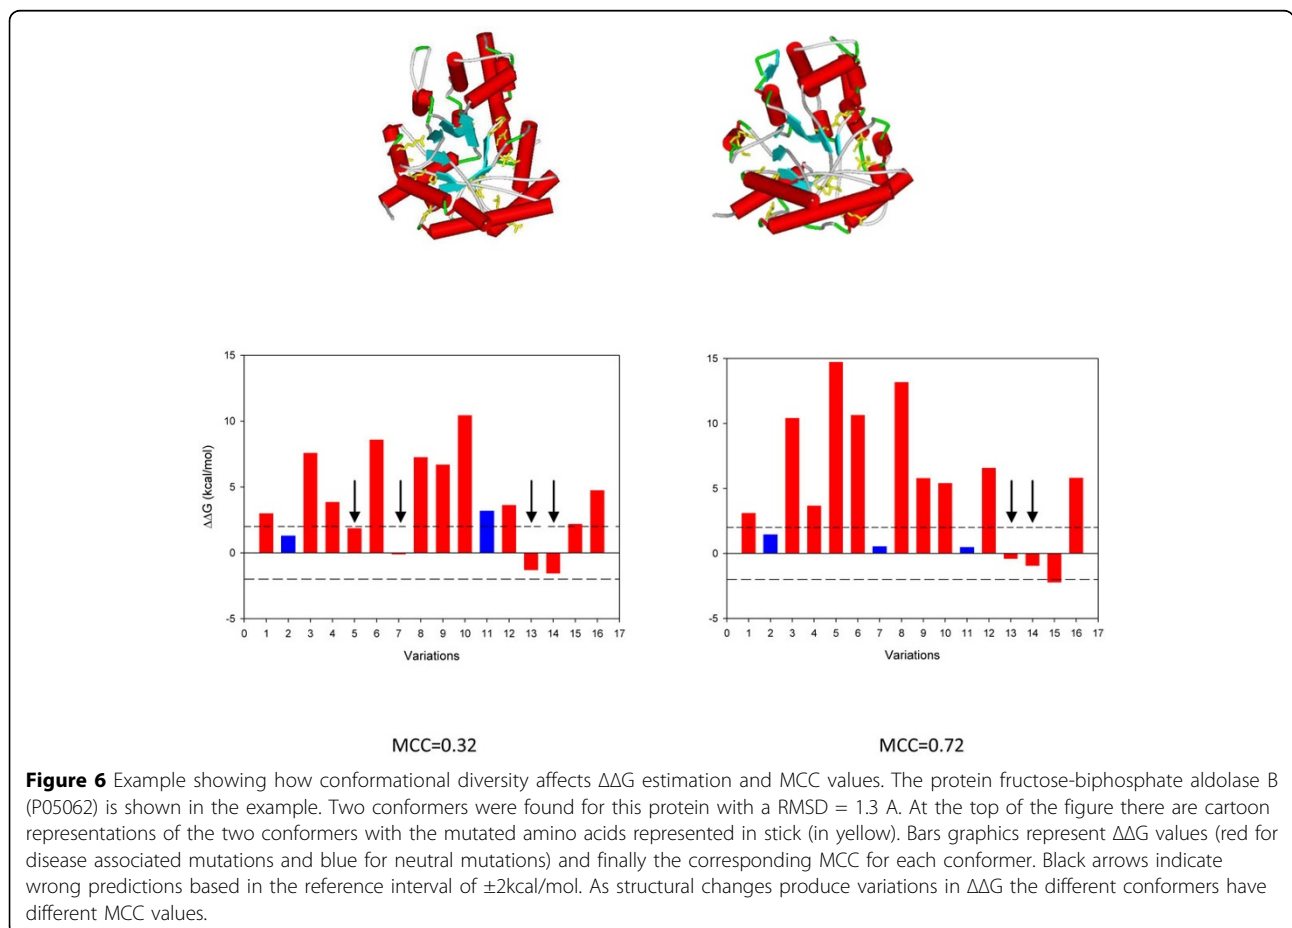 15
10
5
0
-5
ΔΔG (kcal/mol)
0 1 2 3 4 5 6 7 8 9 10 11 12 13 14 15 16 17
Variations
15
10
5
0
-5
0 1 2 3 4 5 6 7 8 9 10 11 12 13 14 15 16 17
Variations
MCC=0.32
MCC=0.72
Figure 6 Example showing how conformational diversity affects ΔΔG estimation and MCC values. The protein fructose-biphosphate aldolase B
(P05062) is shown in the example. Two conformers were found for this protein with a RMSD = 1.3 A. At the top of the figure there are cartoon
representations of the two conformers with the mutated amino acids represented in stick (in yellow). Bars graphics represent ΔΔG values (red for
disease associated mutations and blue for neutral mutations) and finally the corresponding MCC for each conformer. Black arrows indicate
wrong predictions based in the reference interval of ±2kcal/mol. As structural changes produce variations in ΔΔG the different conformers have
different MCC values.